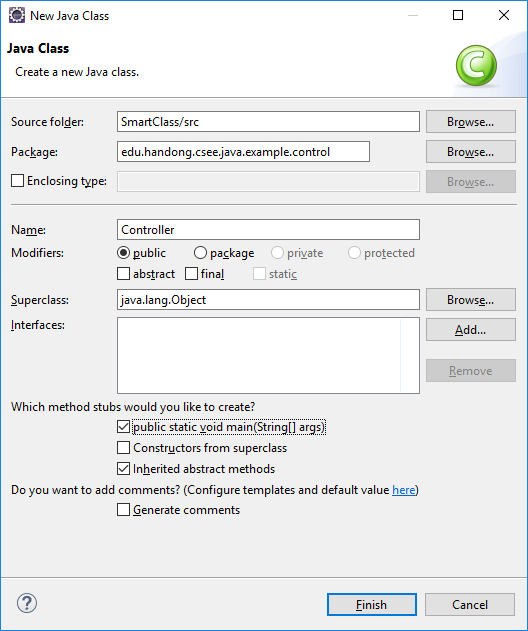 New Java Class
Java Class
Create a new Java class.
C
Source folder: SmartClass/src Browse...
Package: edu.handong.csee.java.example.control Browse...
Enclosing type: Browse...
Name: Controller
Modifiers: public package private protected
abstract final static
Superclass: java.lang.Object Browse...
Interfaces: Add...
Remove
Which method stubs would you like to create?
public static void main(String[] args)
Constructors from superclass
Inherited abstract methods
Do you want to add comments? (Configure templates and default value here)
Generate comments
? Finish Cancel